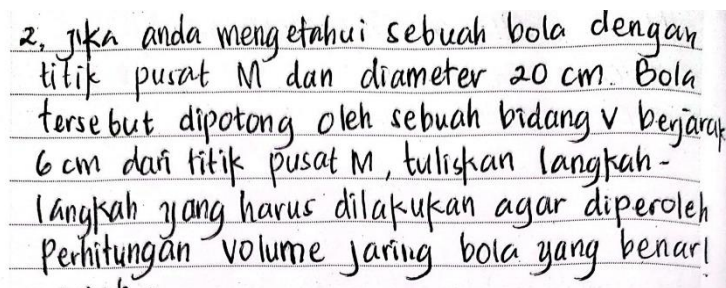 2. Jika anda mengetahui sebuah bola dengan
titik pusat M dan diameter 20 cm. Bola
tersebut dipotong oleh sebuah bidang v berjarak
6 cm dari titik pusat M, tuliskan langkah-
langkah yang harus dilakukan agar diperoleh
Perhitungan volume jaring bola yang benar!